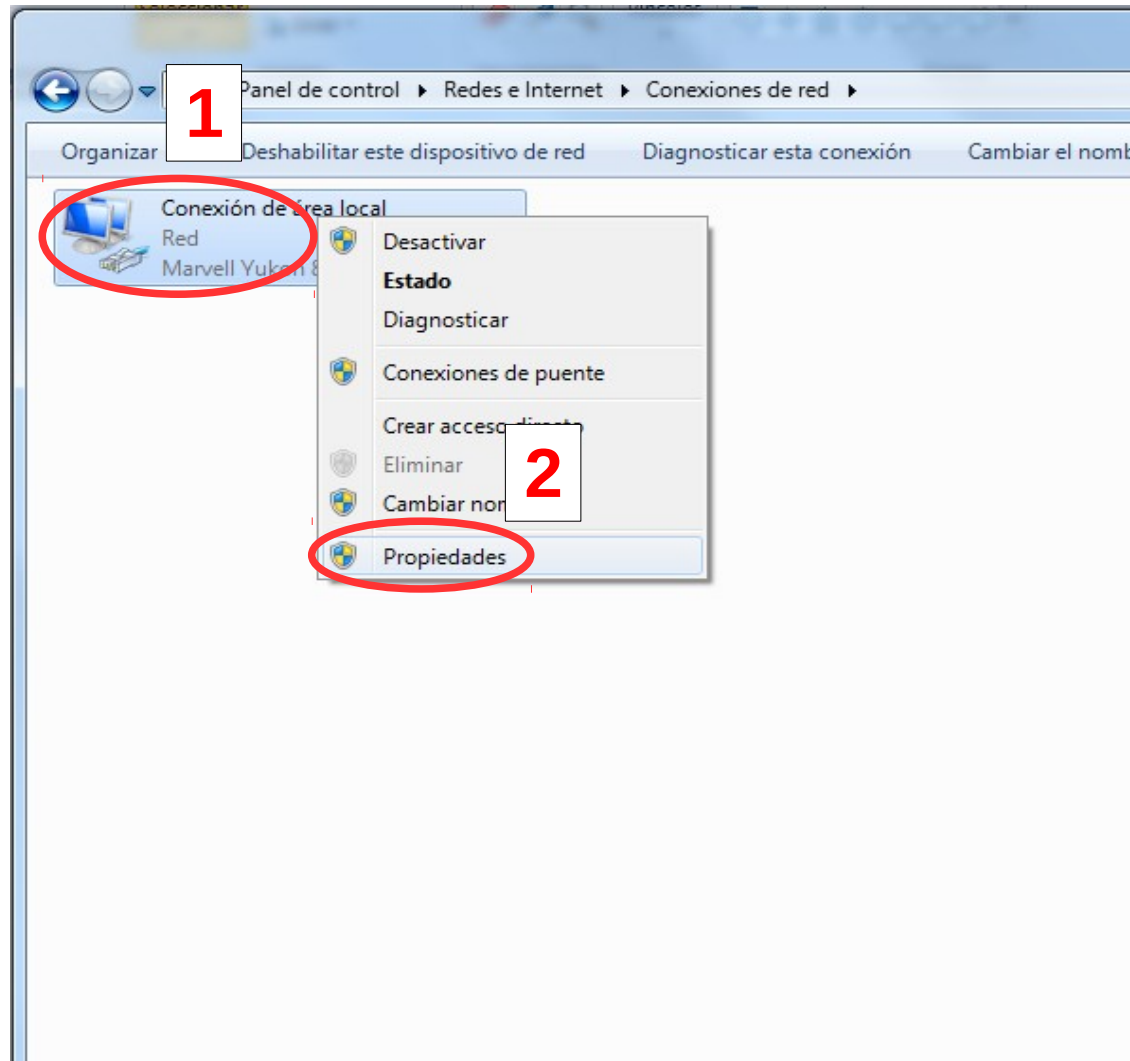 1
Panel de control ▸ Redes e Internet ▸ Conexiones de red ▸
Organizar Deshabilitar este dispositivo de red Diagnosticar esta conexión Cambiar el nomb
Conexión de área local
Red
Marvell Yukon 8
Desactivar
Estado
Diagnosticar
Conexiones de puente
Crear acceso directo
2
Eliminar
Cambiar nom
Propiedades